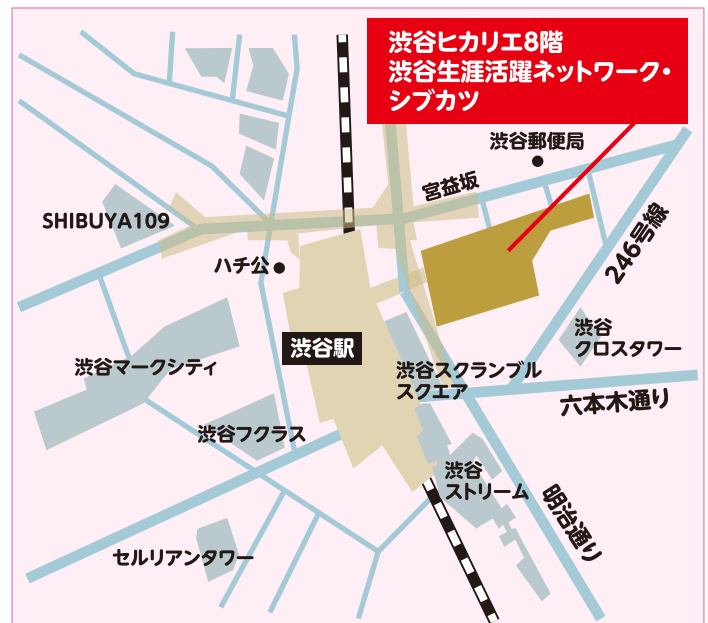 渋谷ヒカリエ8階
渋谷生涯活躍ネットワーク・
シブカツ
渋谷郵便局
宮益坂
SHIBUYA109
246号線
ハチ公
渋谷
クロスタワー
渋谷駅
渋谷マークシティ
渋谷スクランブル
スクエア
六本木通り
渋谷フクラス
渋谷
ストリーム
明治通り
セルリアンタワー